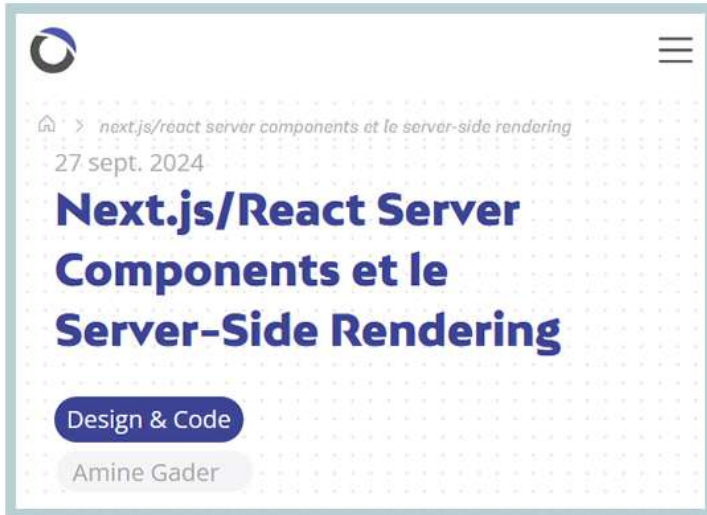 next.js/react server components et le server-side rendering
27 sept. 2024
Next.js/React Server
Components et le
Server-Side Rendering
Design & Code
Amine Gader